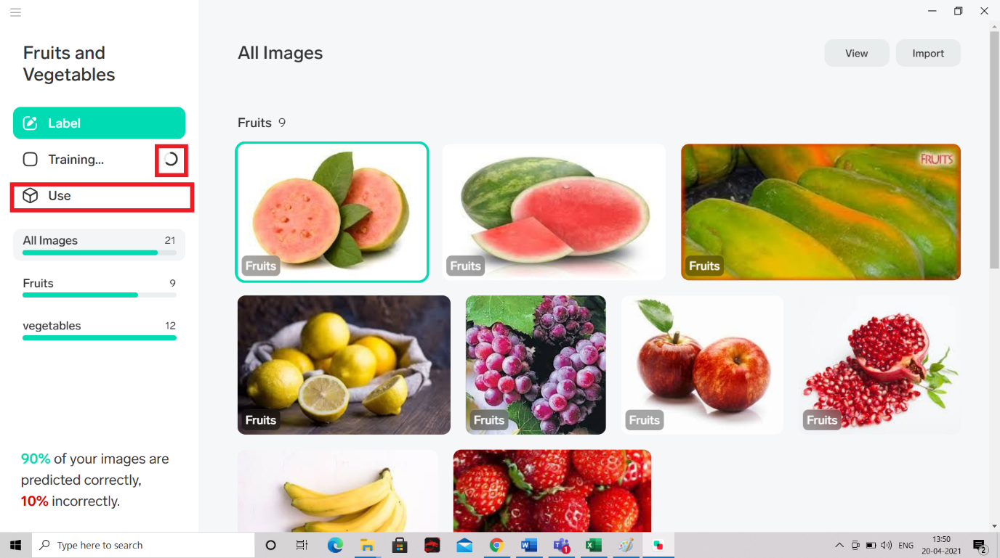 Fruits and
Vegetables
Label
Training...
Use
All Images 21
Fruits 9
vegetables 12
90% of your images are
predicted correctly,
10% incorrectly.
All Images
View
Import
Fruits 9
Fruits
Fruits
FRUITS
Fruits
Fruits
Fruits
Fruits
Fruits
Type here to search
1
ENG
13:50
20-04-2021
2